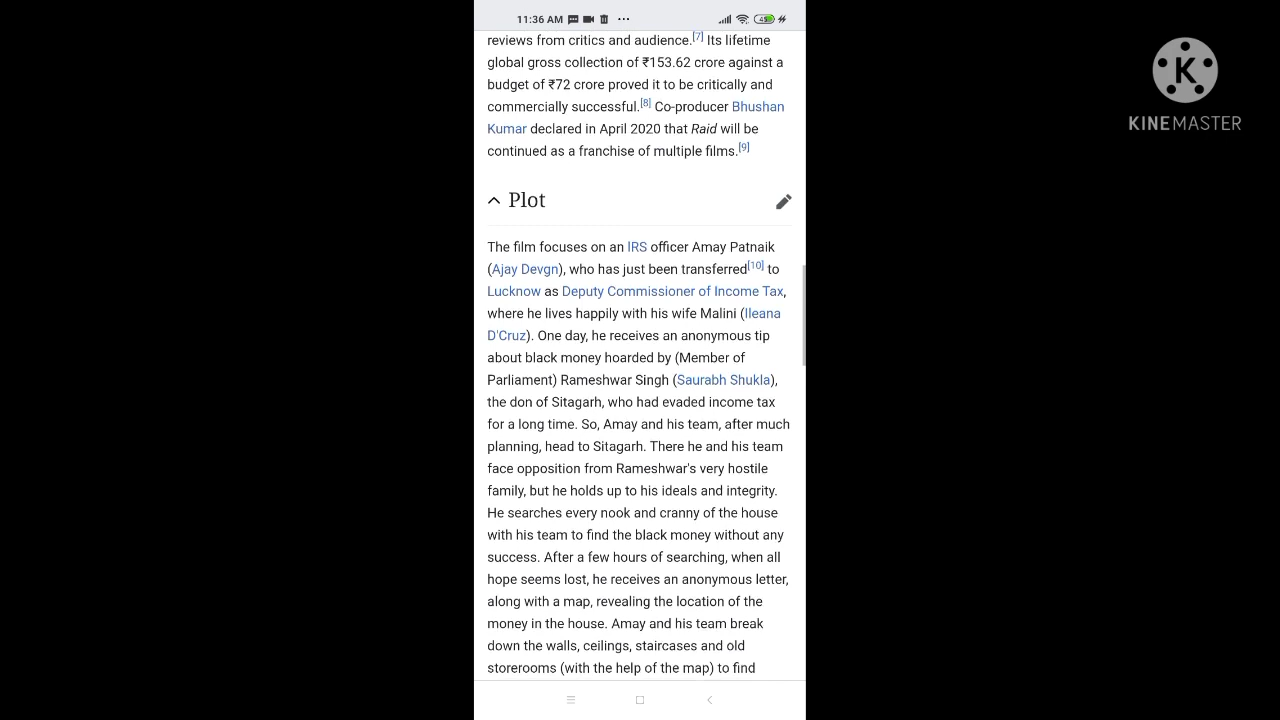 11:36 AM
45
reviews from critics and audience.[7] Its lifetime
global gross collection of ₹153.62 crore against a
budget of ₹72 crore proved it to be critically and
commercially successful.[8] Co-producer Bhushan
Kumar declared in April 2020 that Raid will be
continued as a franchise of multiple films.[9]
Plot
The film focuses on an IRS officer Amay Patnaik
(Ajay Devgn), who has just been transferred[10] to
Lucknow as Deputy Commissioner of Income Tax,
where he lives happily with his wife Malini (Ileana
D'Cruz). One day, he receives an anonymous tip
about black money hoarded by (Member of
Parliament) Rameshwar Singh (Saurabh Shukla),
the don of Sitagarh, who had evaded income tax
for a long time. So, Amay and his team, after much
planning, head to Sitagarh. There he and his team
face opposition from Rameshwar's very hostile
family, but he holds up to his ideals and integrity.
He searches every nook and cranny of the house
with his team to find the black money without any
success. After a few hours of searching, when all
hope seems lost, he receives an anonymous letter,
along with a map, revealing the location of the
money in the house. Amay and his team break
down the walls, ceilings, staircases and old
storerooms (with the help of the map) to find
K
KINEMASTER